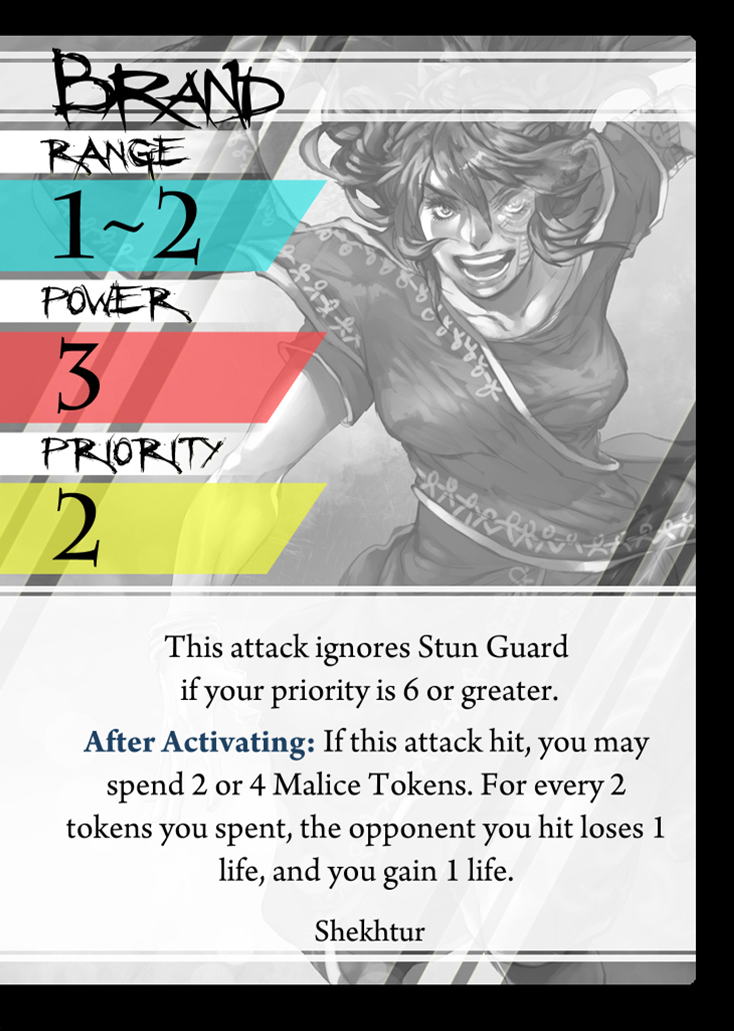 BRAND
RANGE
1~2
POWER
3
PRIORITY
2
This attack ignores Stun Guard
if your priority is 6 or greater.
After Activating: If this attack hit, you may
spend 2 or 4 Malice Tokens. For every 2
tokens you spent, the opponent you hit loses 1
life, and you gain 1 life.
Shekhtur